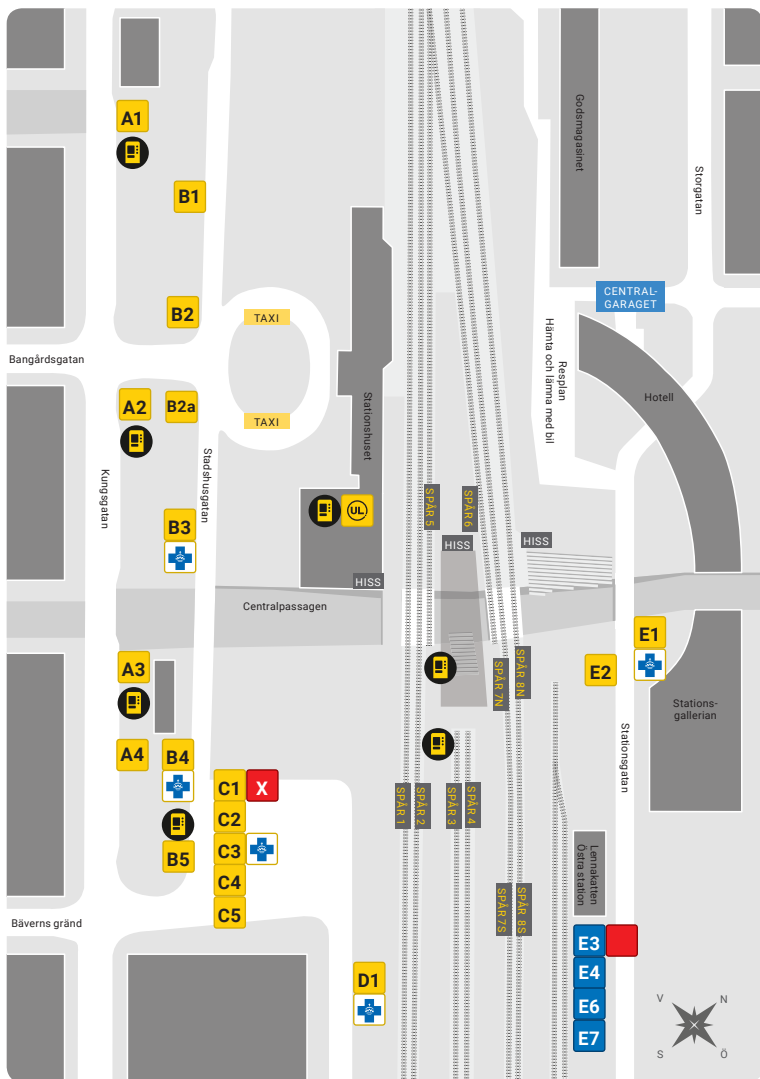 A1
B1
B2
TAXI
Godsmagasinet
Storgatan
CENTRAL-
GARAGET
Bangårdsgatan
Resplan
Hämta och lämna med bil
Hotell
A2
B2a
TAXI
Stationshuset
Kungsgatan
Stadshusgatan
B3
UL
SPÅR 5
SPÅR 6
HISS
HISS
HISS
Centralpassagen
E1
E2
A3
SPÅR 7N
SPÅR 8N
Stations-
gallerian
Stationsgatan
A4
B4
C1
X
C2
C3
C4
C5
B5
SPÅR 1
SPÅR 2
SPÅR 3
SPÅR 4
Lennakatten
Östra station
SPÅR 7S
SPÅR 8S
Bäverns gränd
D1
E3
E4
E6
E7
V
N
S
Ö